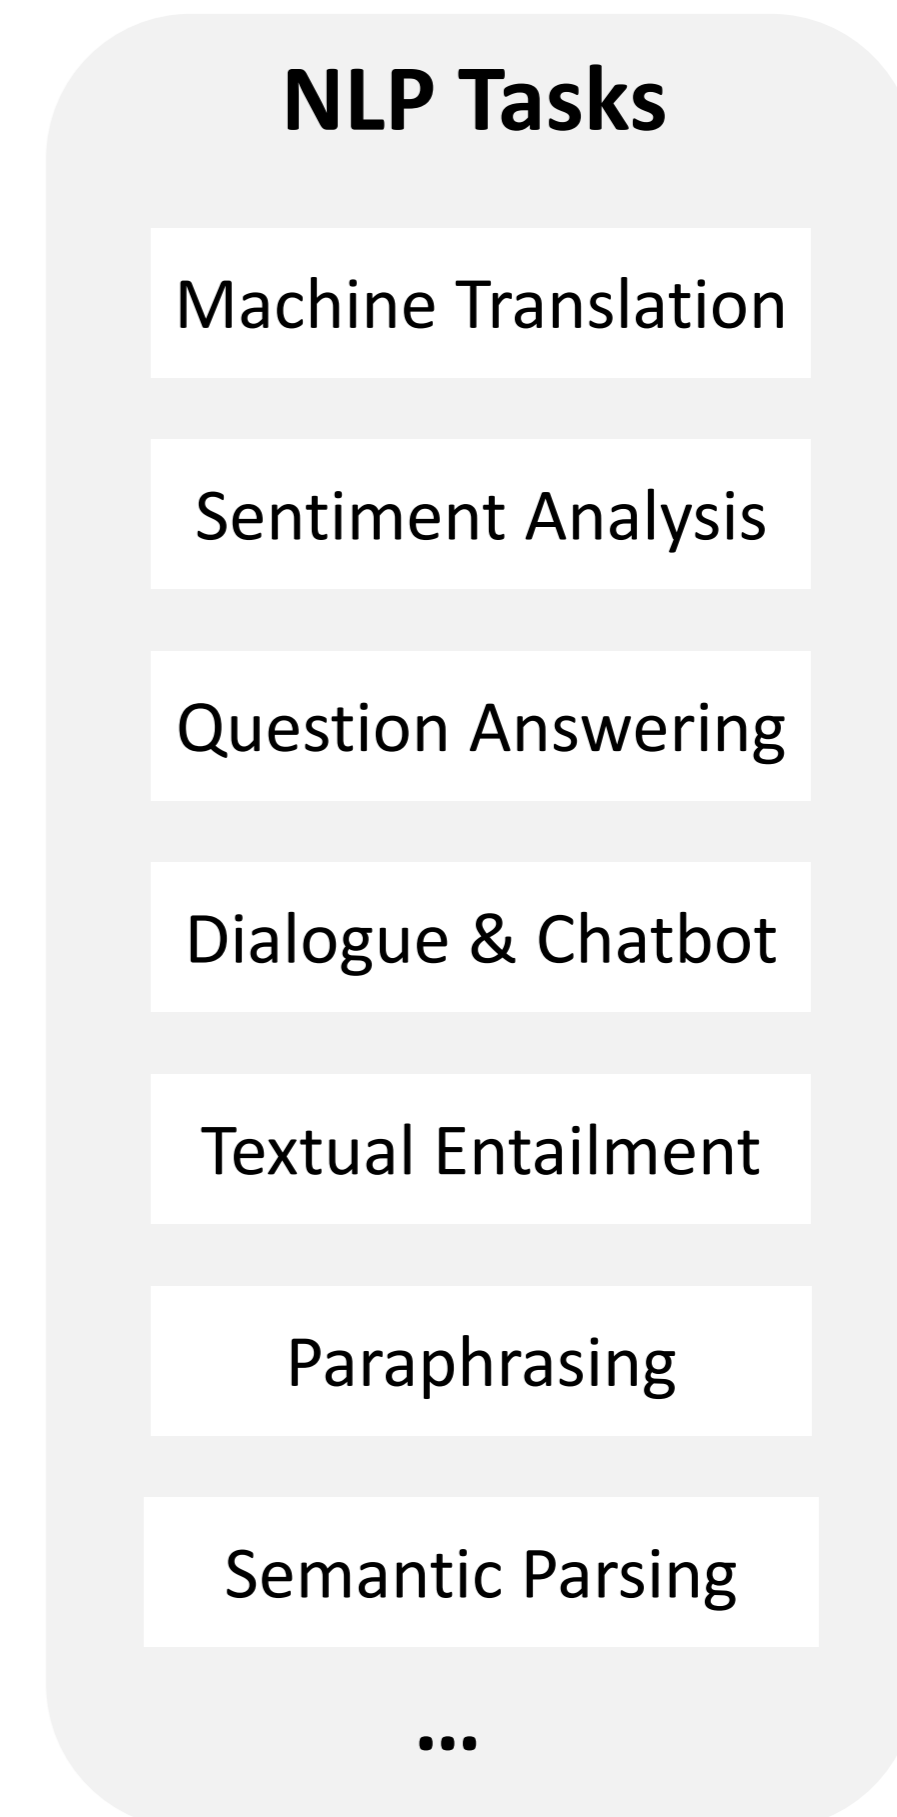 NLP Tasks
Machine Translation
Sentiment Analysis
Question Answering
Dialogue & Chatbot
Textual Entailment
Paraphrasing
Semantic Parsing
...